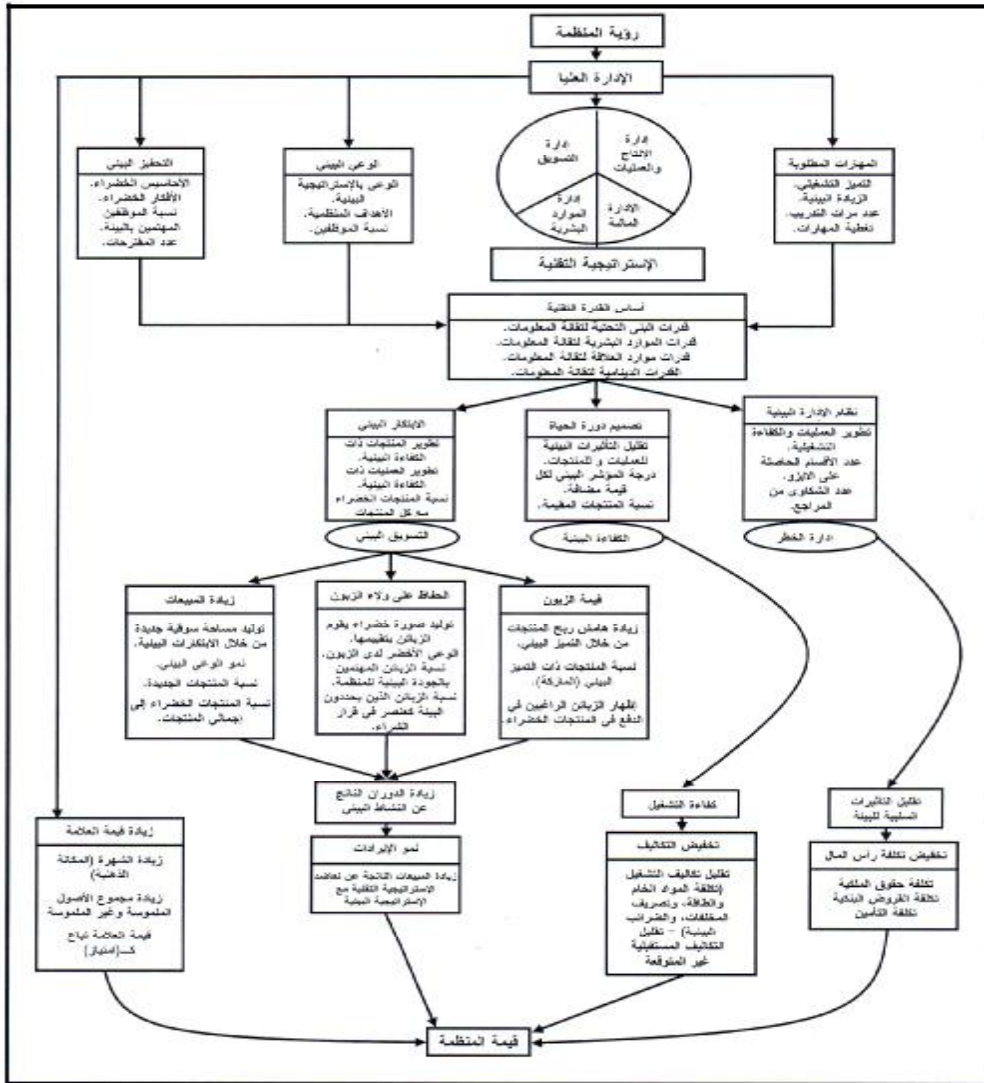 رؤية المنظمة
الإدارة العليا
إدارة
التسويق
إدارة
الإنتاج
والعمليات
إدارة
الموارد
البشرية
الإدارة
المالية
الإستراتيجية التقنية
المهارات المطلوبة
التميز التشغيلي.
الريادة البيئية.
عدد مرات التدريب.
تغطية المهارات.
الوعي البيئي
الوعي بالإستراتيجية
البيئية.
الأهداف المنظمية.
نسبة الموظفين.
التحفيز البيئي
الأحاسيس الخضراء.
الأفكار الخضراء.
نسبة الموظفين
المهتمين بالبيئة.
عدد المقترحات.
أساس القدرة التقنية
قدرات البنى التحتية لتقانة المعلومات.
قدرات الموارد البشرية لتقانة المعلومات.
قدرات موارد العلاقة لتقانة المعلومات.
القدرات الدينامية لتقانة المعلومات.
نظام الإدارة البيئية
تطوير العمليات والكفاءة
التشغيلية.
عدد الأقسام الحاصلة
على الايزو.
عدد الشكاوى من
المراجع.
إدارة الخطر
تصميم دورة الحياة
تقليل التأثيرات البيئية
للعمليات و للمنتجات.
درجة المؤشر البيئي لكل
قيمة مضافة.
نسبة المنتجات المقيمة.
الكفاءة البيئية
الابتكار البيئي
تطوير المنتجات ذات
الكفاءة البيئية.
تطوير العمليات ذات
الكفاءة البيئية.
نسبة المنتجات الخضراء
مع كل المنتجات
التسويق البيئي
قيمة الزبون
زيادة هامش ربح المنتجات
من خلال التميز البيئي.
نسبة المنتجات ذات التميز
البيئي (الماركة).
إظهار الزبائن الراغبين في
الدفع في المنتجات الخضراء.
الحفاظ على ولاء الزبون
توليد صورة خضراء يقوم
الزبائن بتقييمها.
الوعي الأخضر لدى الزبون.
نسبة الزبائن المهتمين
بالجودة البيئية للمنظمة.
نسبة الزبائن الذين يحددون
البيئة كعنصر في قرار
الشراء.
زيادة المبيعات
توليد مساحة سوقية جديدة
من خلال الابتكارات البيئية.
نمو الوعي البيئي.
نسبة المنتجات الجديدة.
نسبة المنتجات الخضراء إلى
إجمالي المنتجات.
تقليل التأثيرات
السلبية للبيئة
تخفيض تكلفة رأس المال
تكلفة حقوق الملكية
تكلفة القروض البنكية
تكلفة التأمين
كفاءة التشغيل
تخفيض التكاليف
تقليل تكاليف التشغيل
(تكلفة المواد الخام
والطاقة، وتصريف
المخلفات، والضرائب
البيئية) – تقليل
التكاليف المستقبلية
غير المتوقعة
زيادة الدوران الناتج
عن النشاط البيئي
نمو الإيرادات
زيادة المبيعات الناتجة عن تعاضد
الاستراتيجية التقنية مع
الإستراتيجية البيئية
زيادة قيمة العلامة
زيادة الشهرة (المكانة
الذهنية)
زيادة مجموع الأصول
الملموسة وغير الملموسة
قيمة العلامة تباع
كـ(امتياز)
قيمة المنظمة